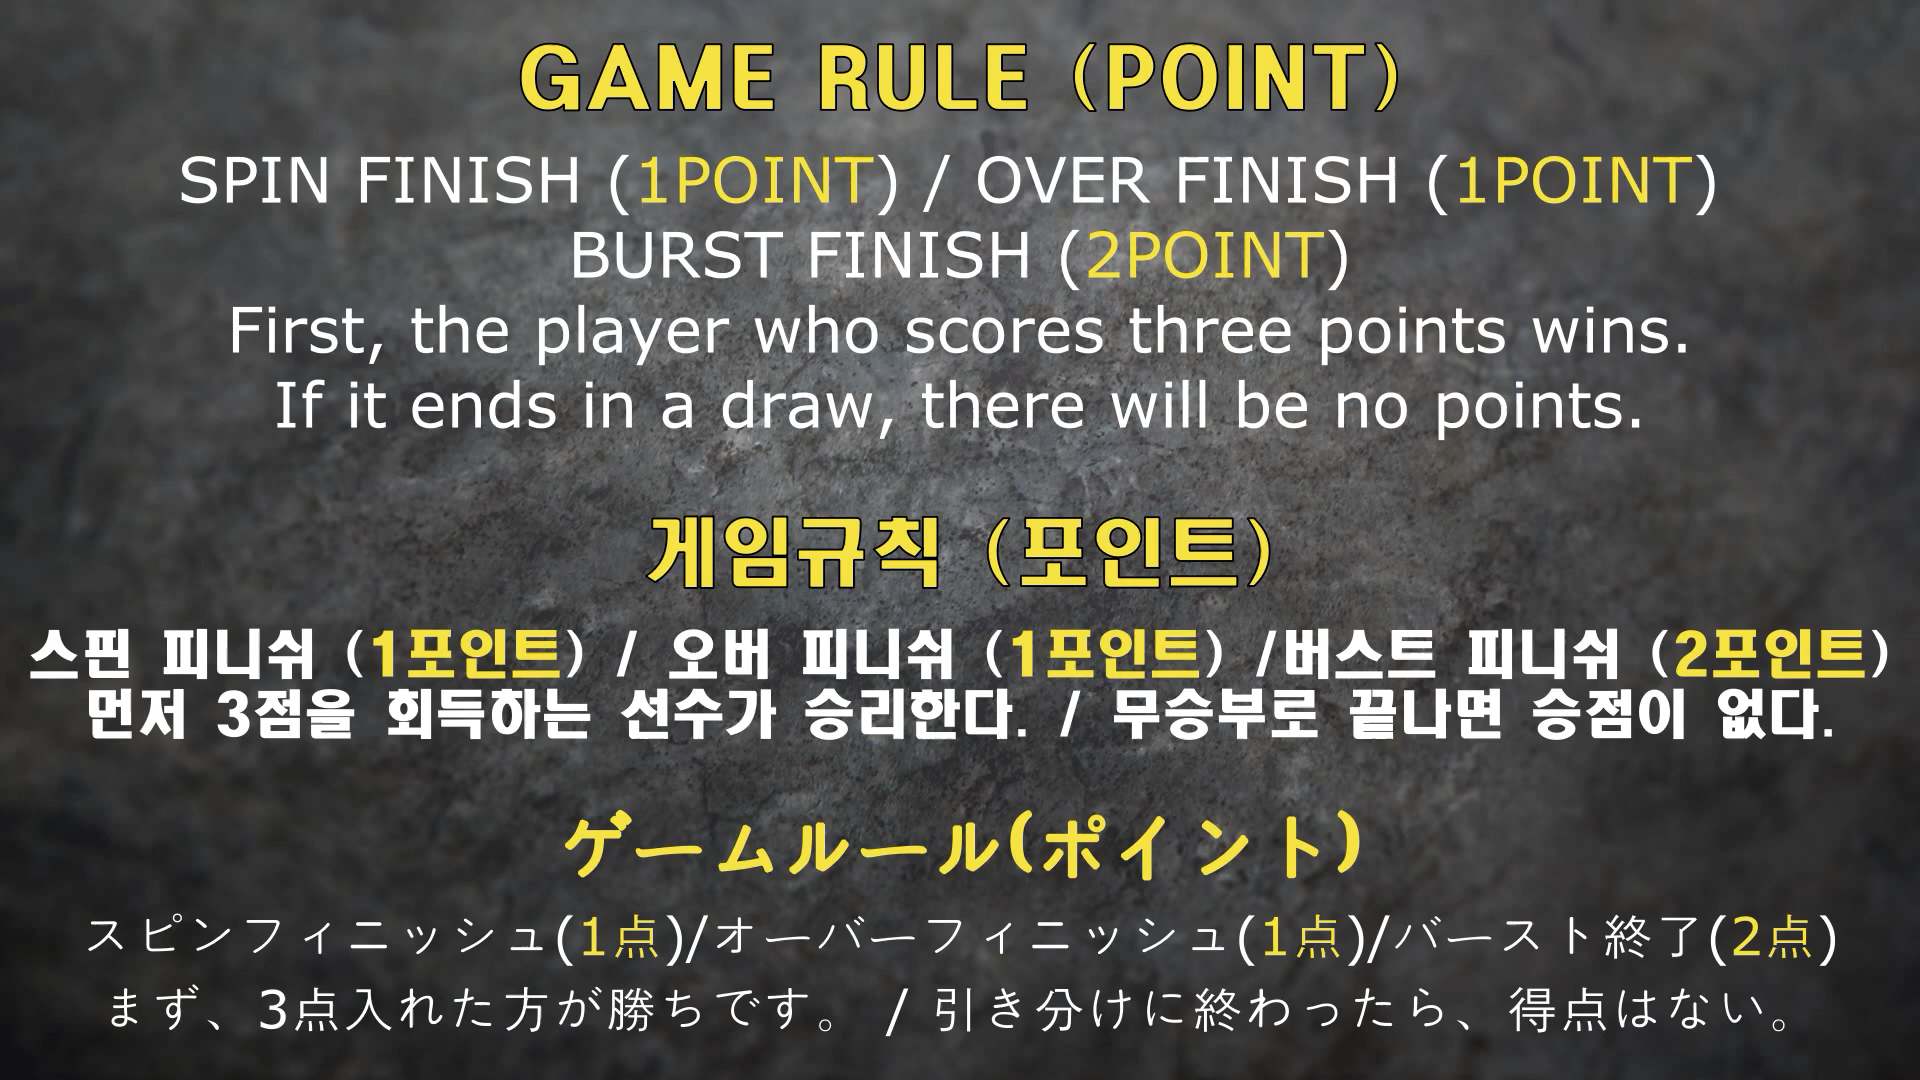 GAME RULE (POINT)
SPIN FINISH (1POINT) / OVER FINISH (1POINT)
BURST FINISH (2POINT)
First, the player who scores three points wins.
If it ends in a draw, there will be no points.
게임규칙 (포인트)
스핀 피니쉬 (1포인트) / 오버 피니쉬 (1포인트) /버스트 피니쉬 (2포인트)
먼저 3점을 획득하는 선수가 승리한다. / 무승부로 끝나면 승점이 없다.
ゲームルール(ポイント)
スピンフィニッシュ(1点)/オーバーフィニッシュ(1点)/バースト終了(2点)
まず、3点入れた方が勝ちです。 / 引き分けに終わったら、得点はない。